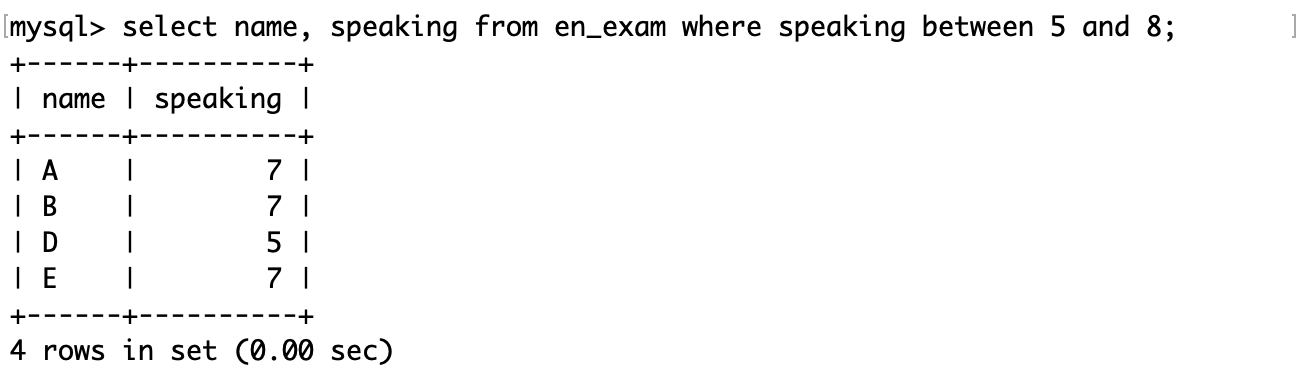 [mysql> select name, speaking from en_exam where speaking between 5 and 8; ]
+------+----------+
| name | speaking |
+------+----------+
| A    |        7 |
| B    |        7 |
| D    |        5 |
| E    |        7 |
+------+----------+
4 rows in set (0.00 sec)